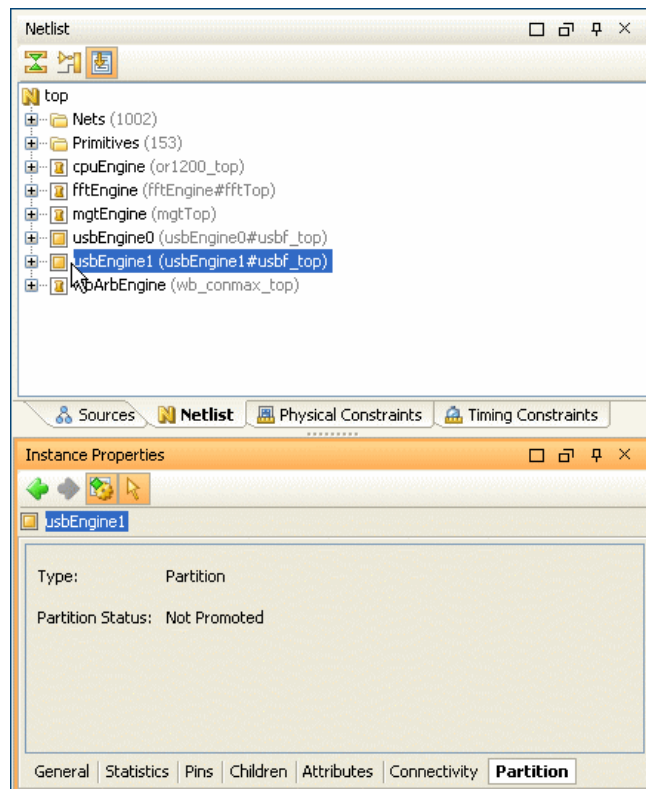 Netlist
top
Nets (1002)
Primitives (153)
cpuEngine (or1200_top)
fftEngine (fftEngine#fftTop)
mgtEngine (mgtTop)
usbEngine0 (usbEngine0#usbf_top)
usbEngine1 (usbEngine1#usbf_top)
wbArbEngine (wb_conmax_top)
Sources Netlist Physical Constraints Timing Constraints
Instance Properties
usbEngine1
Type: Partition
Partition Status: Not Promoted
General Statistics Pins Children Attributes Connectivity Partition